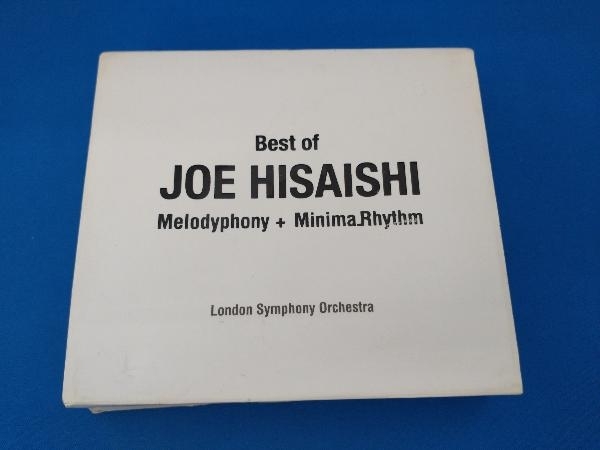 Best of
JOE HISAISHI
Melodyphony + Minima_Rhythm
London Symphony Orchestra